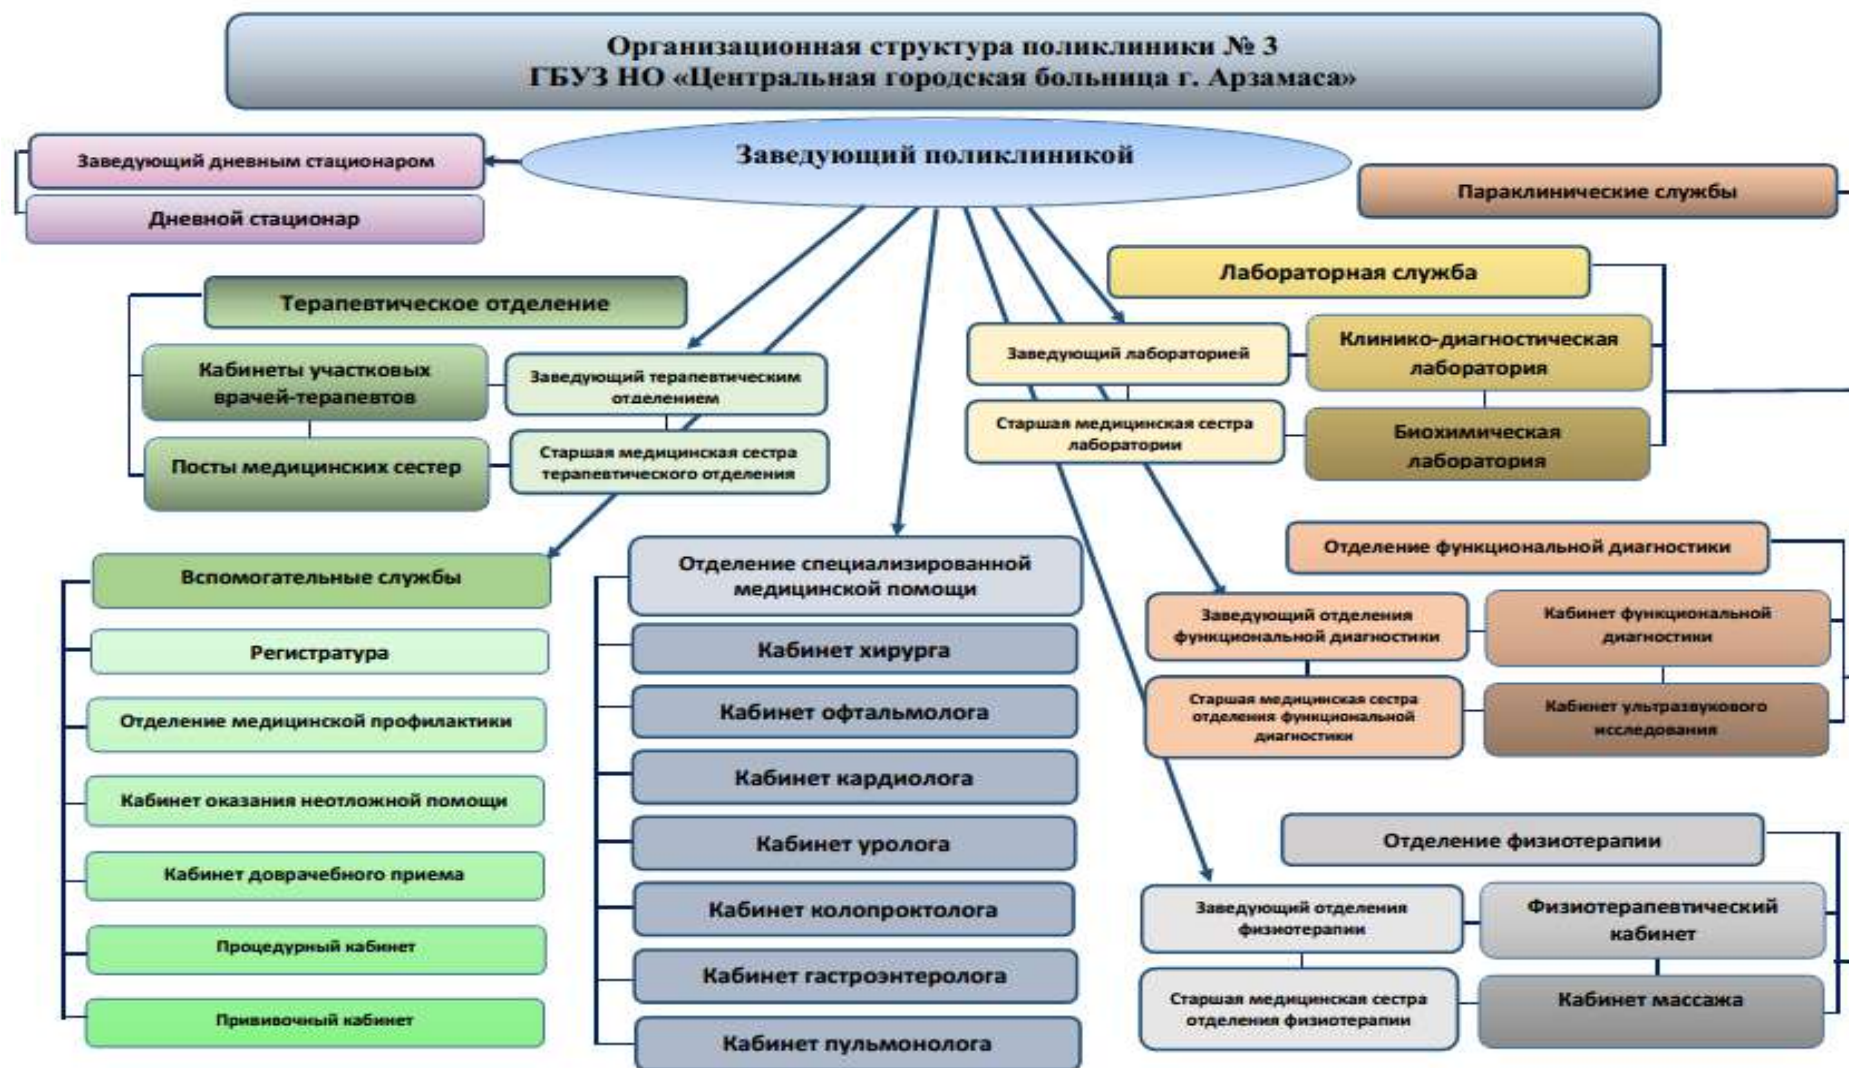 Организационная структура поликлиники № 3
ГБУЗ НО «Центральная городская больница г. Арзамаса»
Заведующий поликлиникой
Заведующий дневным стационаром
Дневной стационар
Параклинические службы
Терапевтическое отделение
Кабинеты участковых
врачей-терапевтов
Заведующий терапевтическим
отделением
Посты медицинских сестер
Старшая медицинская сестра
терапевтического отделения
Лабораторная служба
Заведующий лабораторией
Клинико-диагностическая
лаборатория
Старшая медицинская сестра
лаборатории
Биохимическая
лаборатория
Вспомогательные службы
Регистратура
Отделение медицинской профилактики
Кабинет оказания неотложной помощи
Кабинет доврачебного приема
Процедурный кабинет
Прививочный кабинет
Отделение специализированной
медицинской помощи
Кабинет хирурга
Кабинет офтальмолога
Кабинет кардиолога
Кабинет уролога
Кабинет колопроктолога
Кабинет гастроэнтеролога
Кабинет пульмонолога
Отделение функциональной диагностики
Заведующий отделения
функциональной диагностики
Кабинет функциональной
диагностики
Старшая медицинская сестра
отделения функциональной
диагностики
Кабинет ультразвукового
исследования
Отделение физиотерапии
Заведующий отделения
физиотерапии
Физиотерапевтический
кабинет
Старшая медицинская сестра
отделения физиотерапии
Кабинет массажа